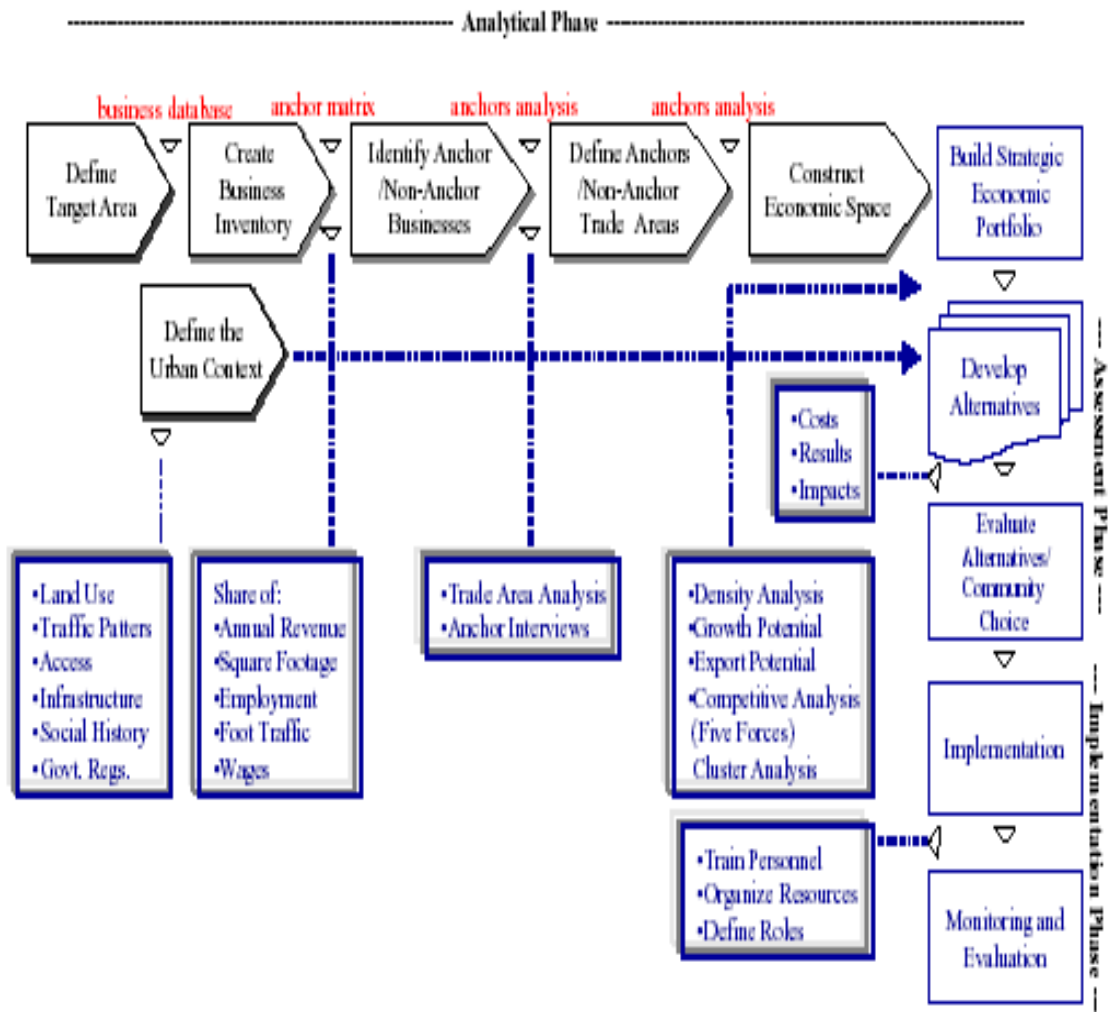 Analytical Phase
business database
anchor matrix
anchors analysis
anchors analysis
Define
Target Area
Create
Business
Inventory
Identify Anchor
/Non-Anchor
Businesses
Define Anchors
/Non-Anchor
Trade Areas
Construct
Economic Space
Build Strategic
Economic
Portfolio
Define the
Urban Context
Develop
Alternatives
•Costs
•Results
•Impacts
--- Assessment Phase ---
Evaluate
Alternatives/
Community
Choice
•Land Use
•Traffic Patters
•Access
•Infrastructure
•Social History
•Govt. Regs.
Share of:
•Annual Revenue
•Square Footage
•Employment
•Foot Traffic
•Wages
•Trade Area Analysis
•Anchor Interviews
•Density Analysis
•Growth Potential
•Export Potential
•Competitive Analysis
(Five Forces)
Cluster Analysis
Implementation
--- Implementation Phase ---
•Train Personnel
•Organize Resources
•Define Roles
Monitoring and
Evaluation